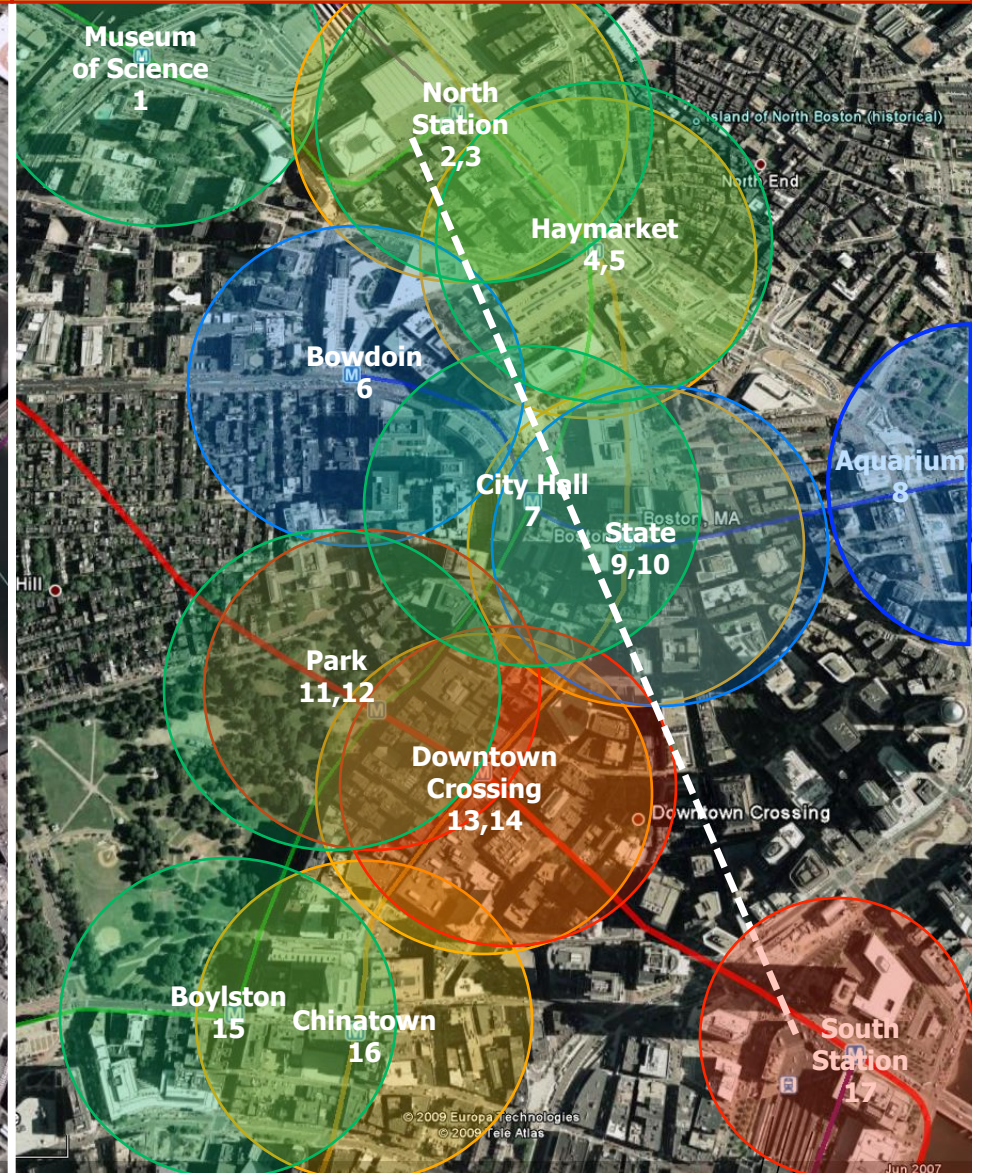 Museum
of Science
1
North
Station
2,3
Island of North Boston (historical)
North End
Haymarket
4,5
Bowdoin
6
Aquarium
8
City Hall
7
Boston, MA
Boston
State
9,10
Hill
Park
11,12
Downtown
Crossing
13,14
Downtown Crossing
Boylston
15
Chinatown
16
South
Station
17
© 2009 Europa Technologies
© 2009 Tele Atlas
Jun 2007